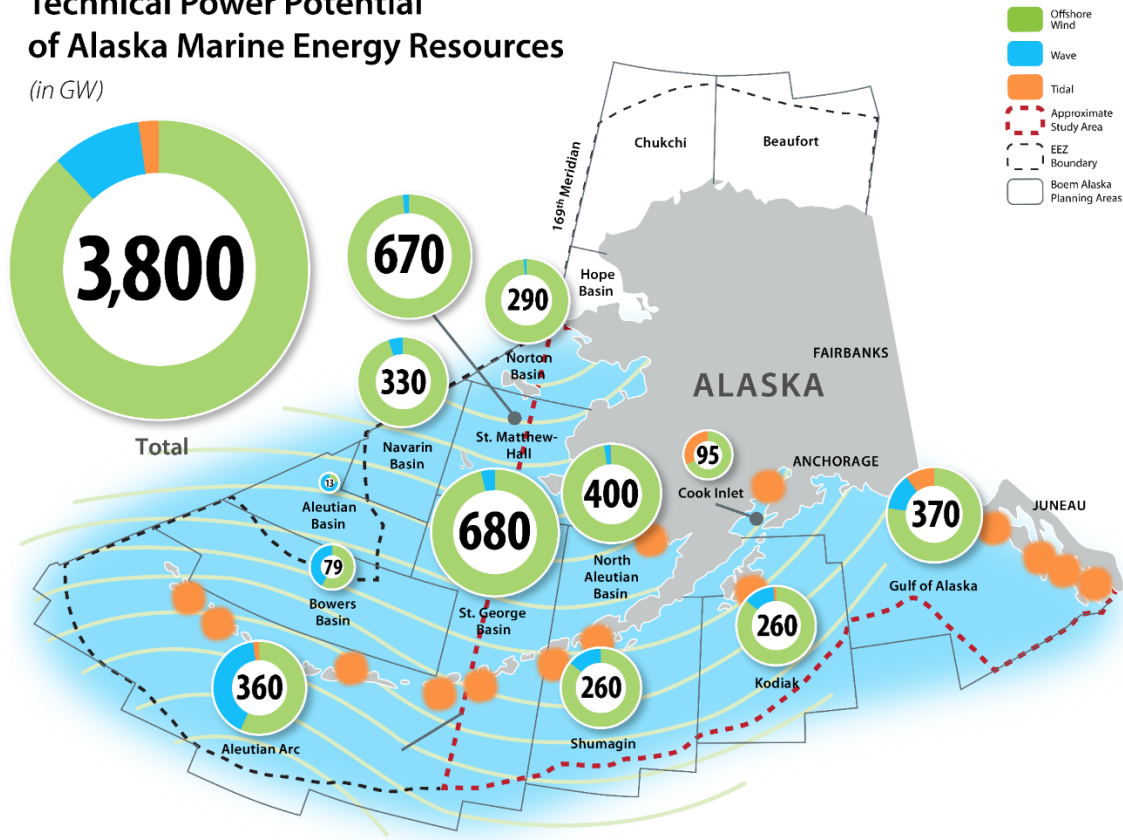 Technical Power Potential
of Alaska Marine Energy Resources
(in GW)
Offshore
Wind
Wave
Tidal
Approximate
Study Area
EEZ
Boundary
Boem Alaska
Planning Areas
3,800
Total
169th Meridian
Chukchi
Beaufort
Hope
Basin
670
290
Norton
Basin
330
Navarin
Basin
St. Matthew-
Hall
FAIRBANKS
ALASKA
ANCHORAGE
JUNEAU
13
Aleutian
Basin
79
Bowers
Basin
680
St. George
Basin
400
North
Aleutian
Basin
95
Cook Inlet
370
Gulf of Alaska
360
Aleutian Arc
260
Shumagin
260
Kodiak